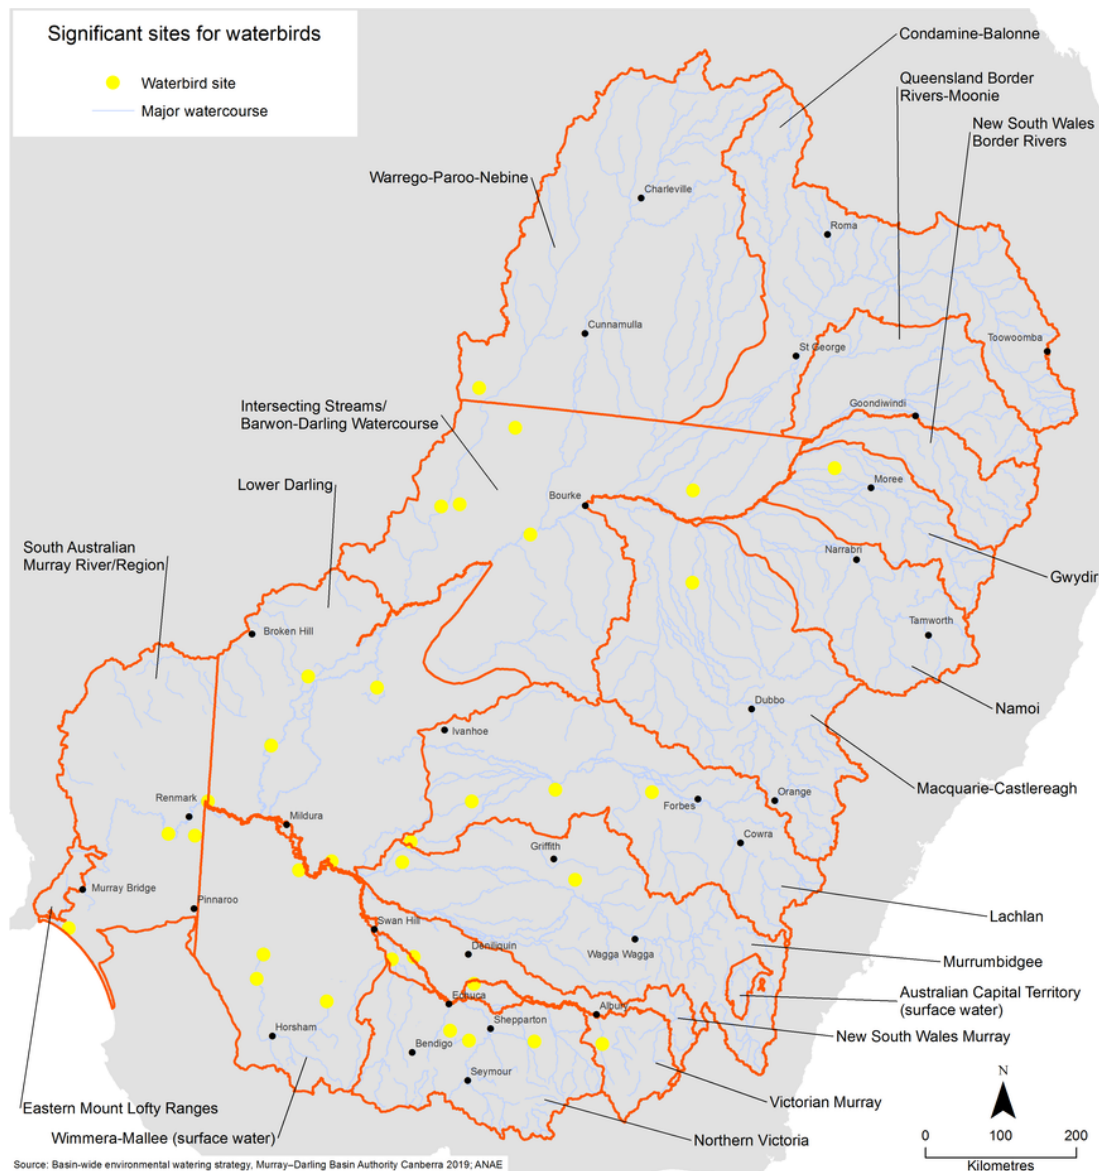 Significant sites for waterbirds
Waterbird site
Major watercourse
Condamine-Balonne
Queensland Border
Rivers-Moonie
New South Wales
Border Rivers
Warrego-Paroo-Nebine
Charleville
Roma
Cunnamulla
St George
Toowoomba
Intersecting Streams/
Barwon-Darling Watercourse
Goondiwindi
Lower Darling
Moree
Bourke
South Australian
Murray River/Region
Narrabri
Gwydir
Broken Hill
Tamworth
Namoi
Dubbo
Ivanhoe
Macquarie-Castlereagh
Renmark
Mildura
Forbes
Orange
Griffith
Cowra
Murray Bridge
Pinnaroo
Lachlan
Swan Hill
Deniliquin
Wagga Wagga
Murrumbidgee
Australian Capital Territory
(surface water)
Echuca
Albury
New South Wales Murray
Shepparton
Horsham
Bendigo
Seymour
N
Victorian Murray
Eastern Mount Lofty Ranges
Wimmera-Mallee (surface water)
Northern Victoria
0 100 200
Kilometres
Source: Basin-wide environmental watering strategy, Murray–Darling Basin Authority Canberra 2019; ANAE